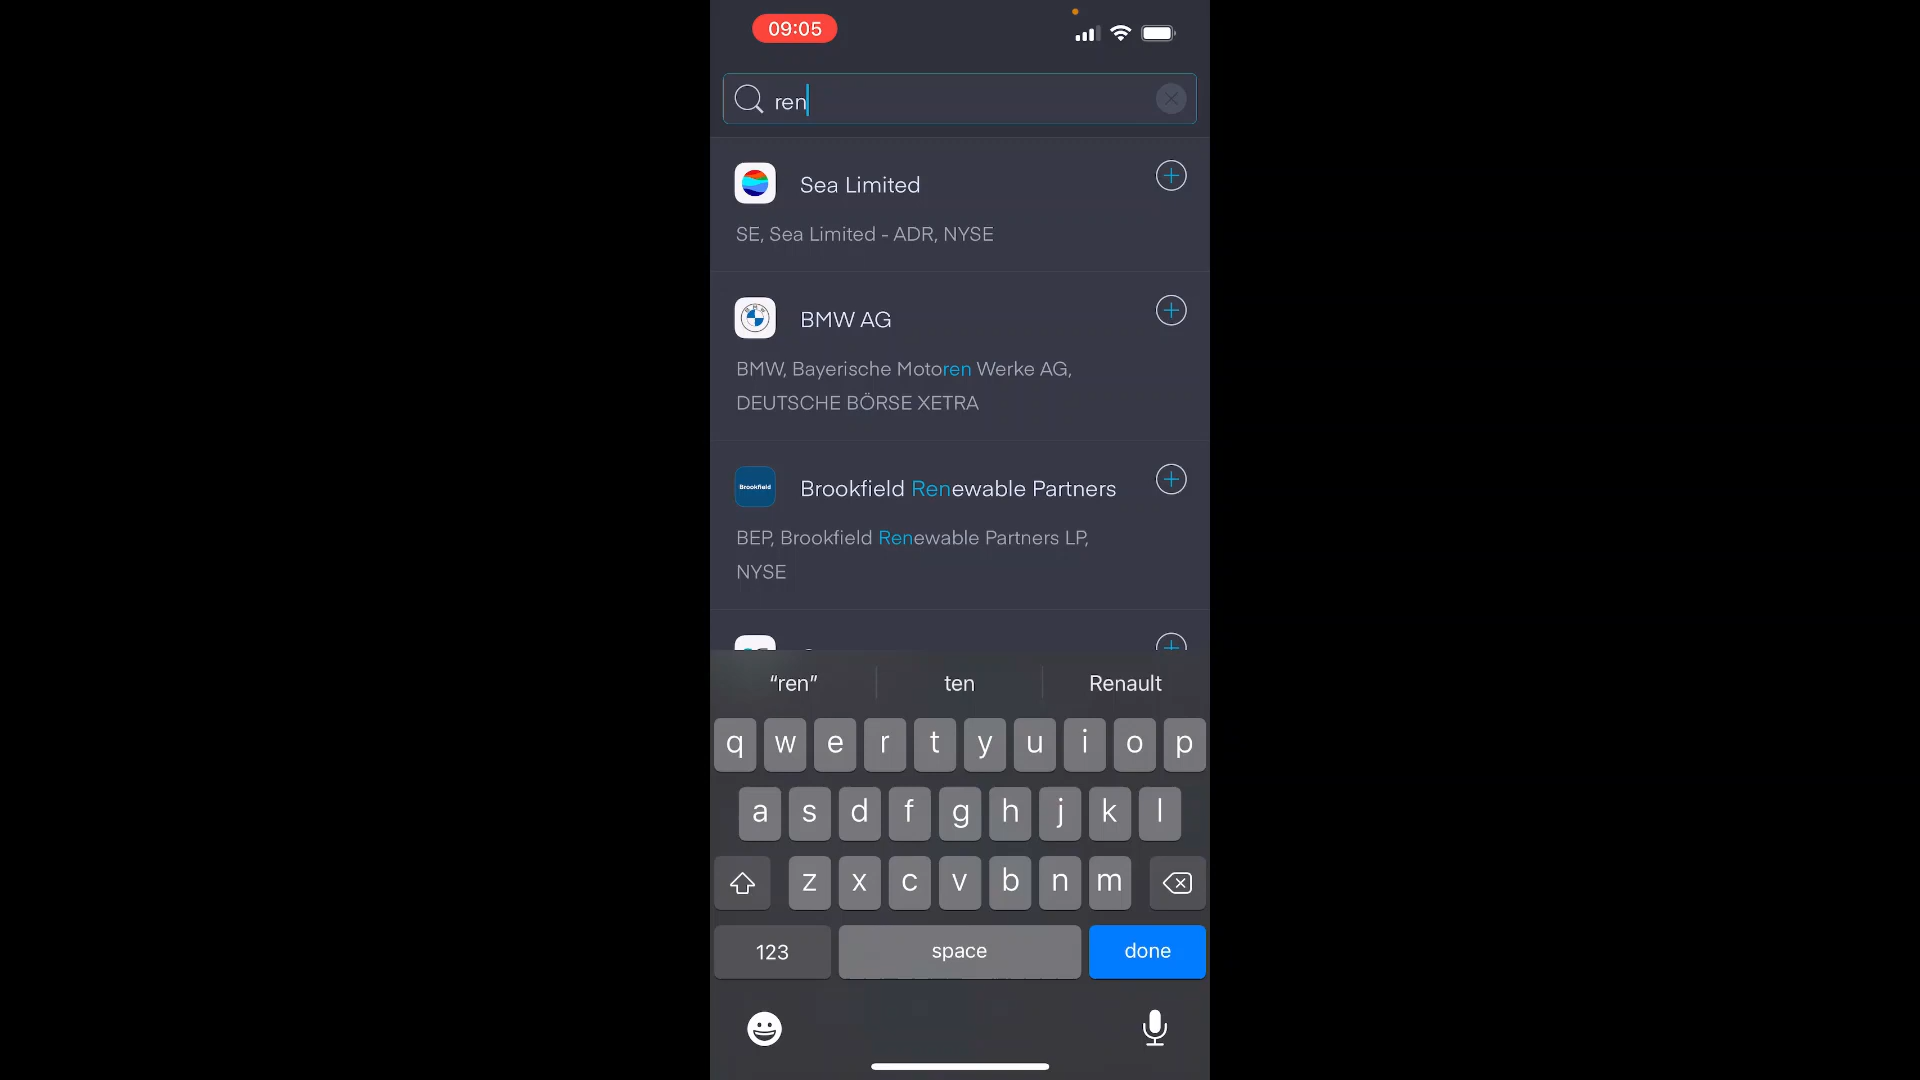 09:05
ren
Sea Limited
SE, Sea Limited - ADR, NYSE
BMW AG
BMW, Bayerische Motoren Werke AG,
DEUTSCHE BÖRSE XETRA
Brookfield
Brookfield Renewable Partners
BEP, Brookfield Renewable Partners LP,
NYSE
“ren” ten Renault
q w e r t y u i o p
a s d f g h j k l
z x c v b n m
123 space done